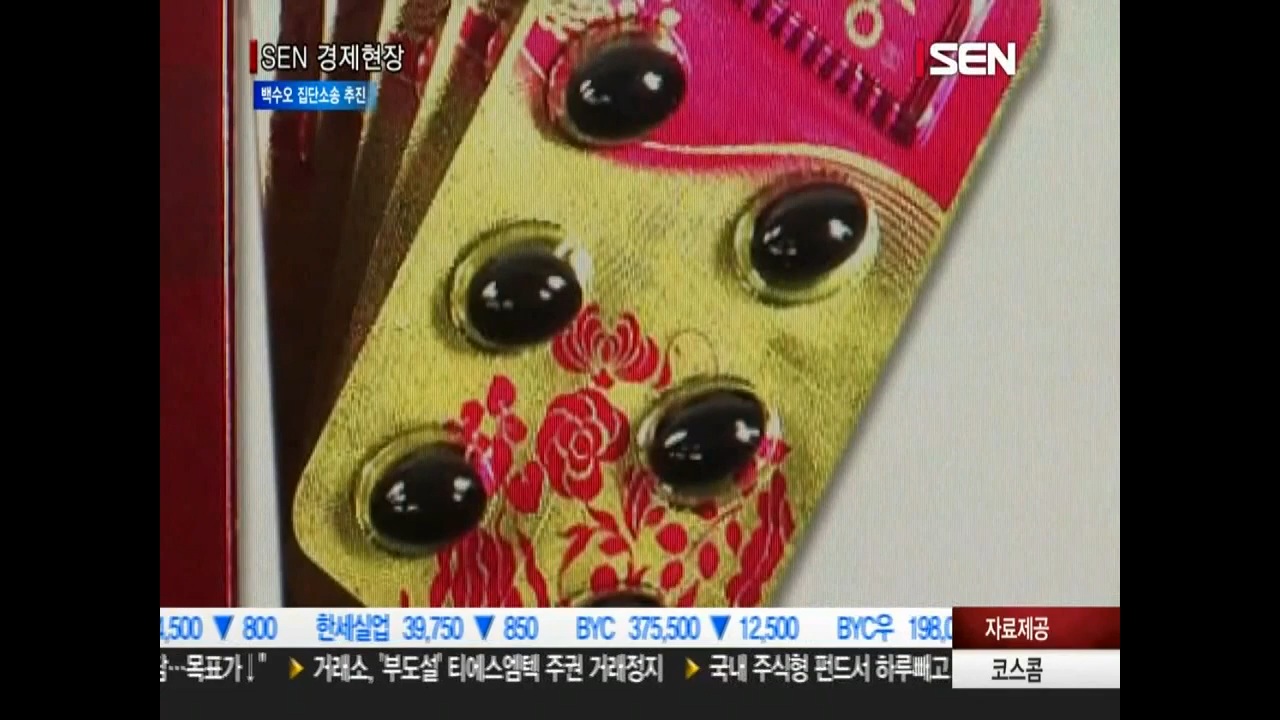 SEN 경제현장
SEN
백수오 집단소송 추진
,500 ▼ 800 한세실업 39,750 ▼ 850 BYC 375,500 ▼ 12,500 BYC우 198,0
자료제공
…목표가↓" 거래소, '부도설' 티에스엠텍 주권 거래정지 국내 주식형 펀드서 하루빼고
코스콤